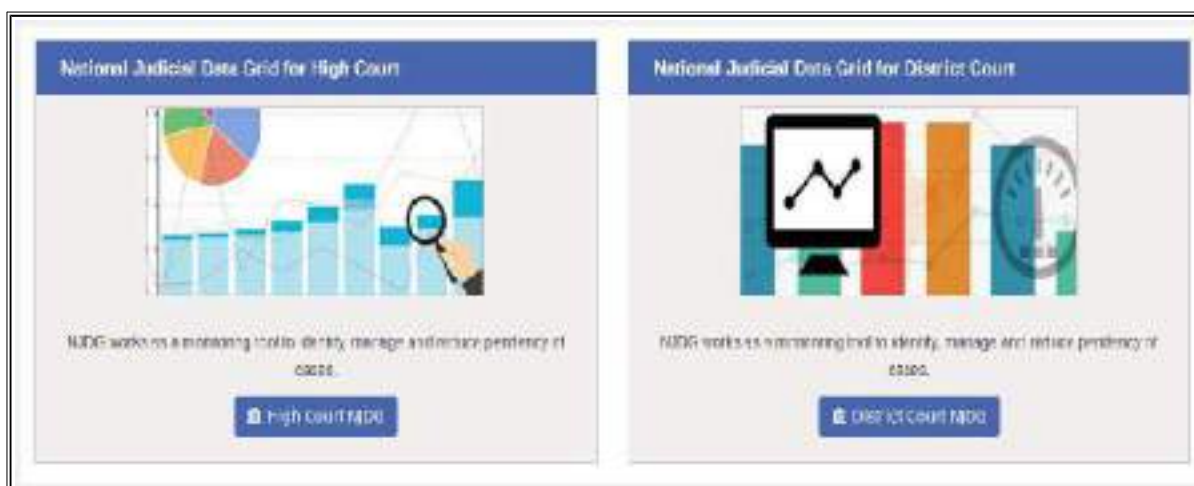 National Judicial Data Grid for High Court
NJDG works as a monitoring tool to identify, manage and reduce pendency of
cases.
High Court NJDG
National Judicial Data Grid for District Court
NJDG works as a monitoring tool to identify, manage and reduce pendency of
cases.
District Court NJDG